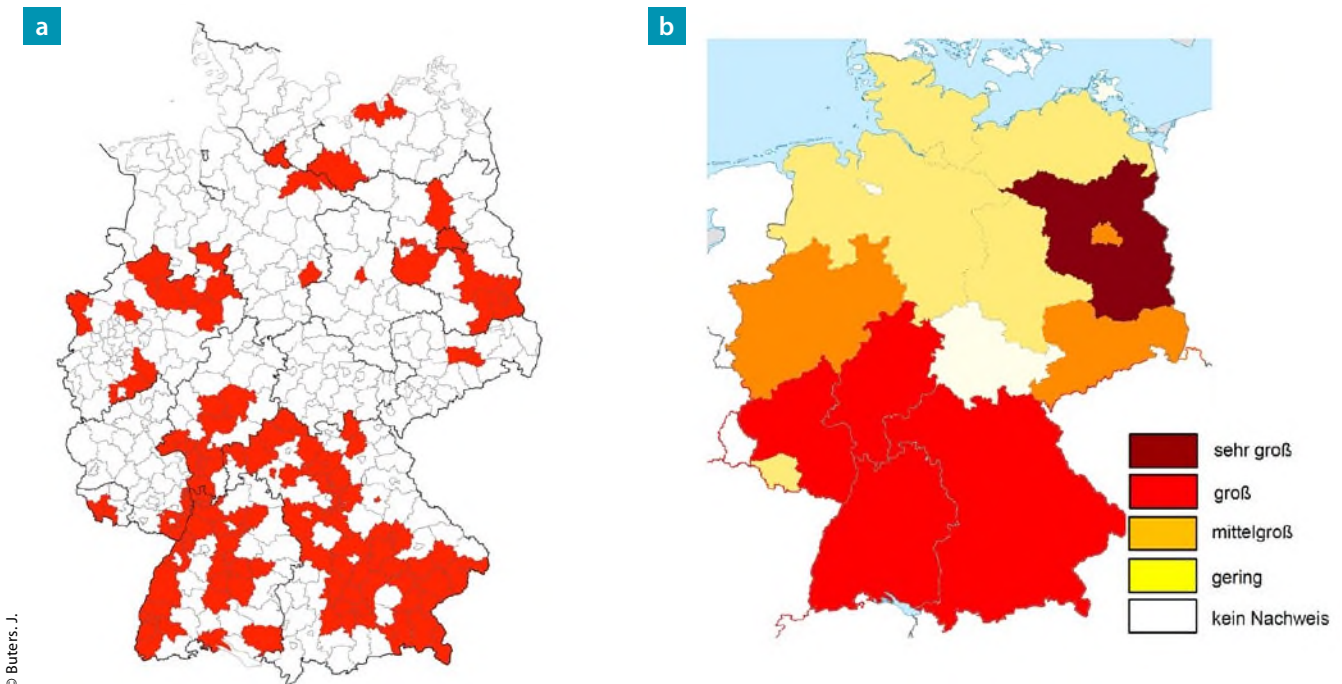 a
b
sehr groß
groß
mittelgroß
gering
kein Nachweis
© Buters, J.